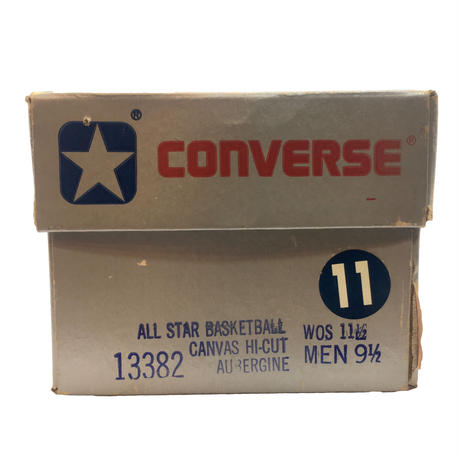 CONVERSE®
®
11
ALL STAR BASKETBALL WOS 11½
CANVAS HI-CUT
13382 MEN 9½
AUBERGINE